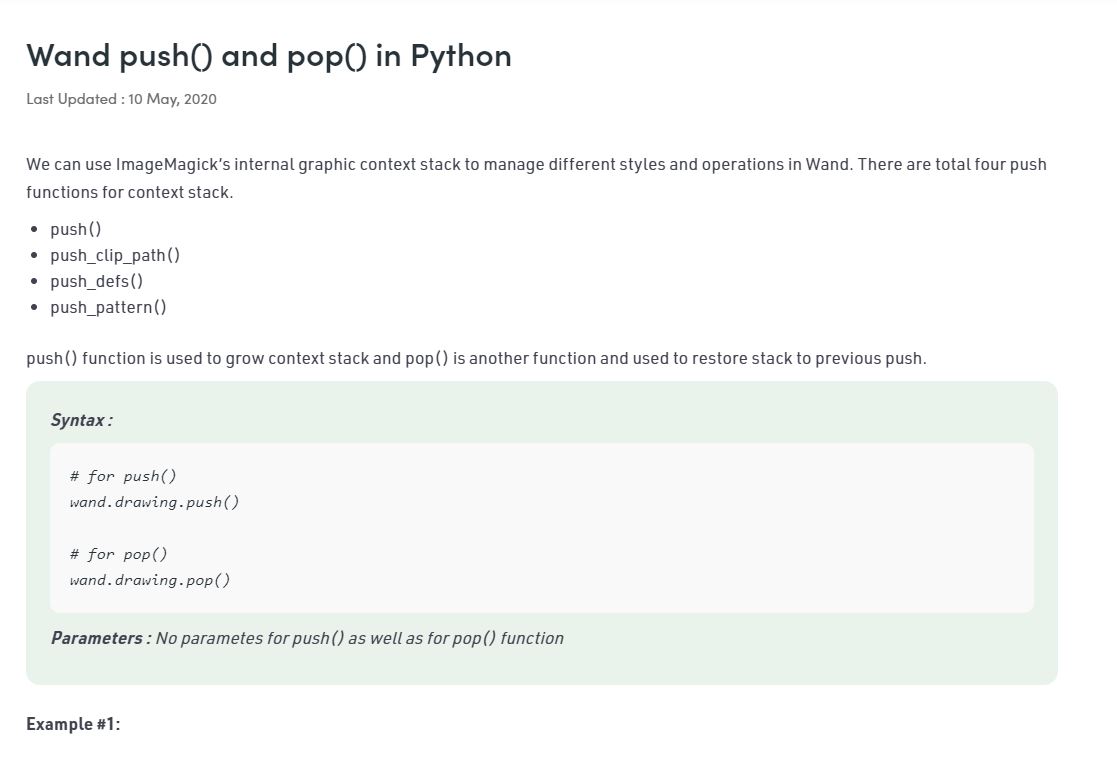 Wand push() and pop() in Python
Last Updated : 10 May, 2020
We can use ImageMagick's internal graphic context stack to manage different styles and operations in Wand. There are total four push
functions for context stack.
• push()
• push_clip_path()
• push_defs()
• push_pattern()
push() function is used to grow context stack and pop() is another function and used to restore stack to previous push.
Syntax :
# for push()
wand.drawing.push()
# for pop()
wand.drawing.pop()
Parameters : No parametes for push() as well as for pop() function
Example #1: